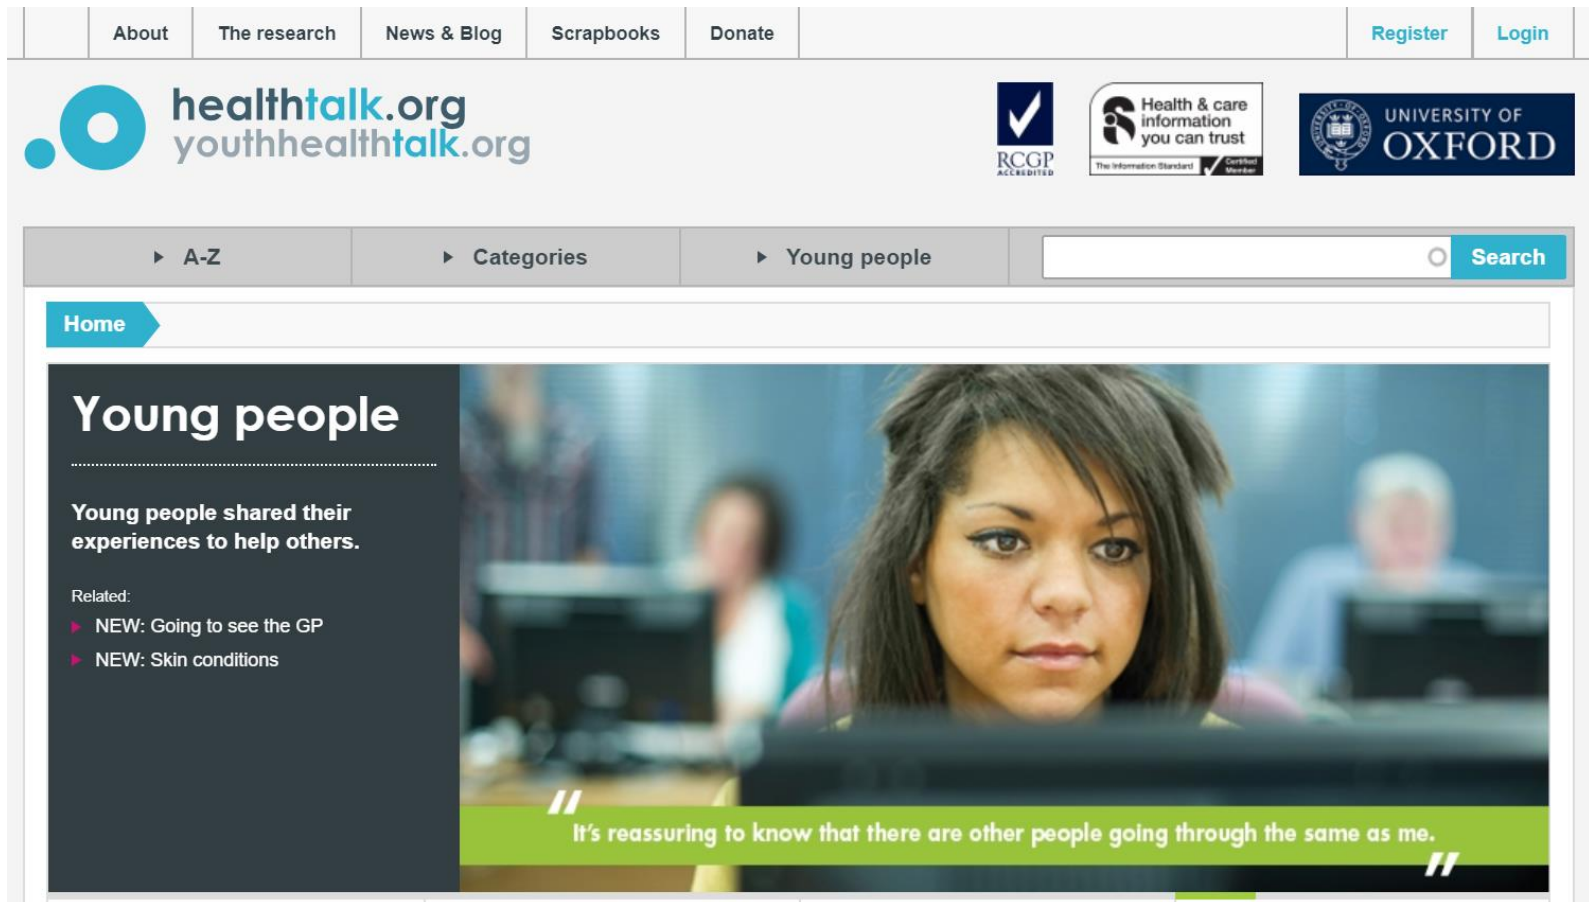 About
The research
News & Blog
Scrapbooks
Donate
Register
Login
healthtalk.org
youthhealthtalk.org
RCGP
ACCREDITED
Health & care
information
you can trust
The Information Standard
Certified
Member
UNIVERSITY OF
OXFORD
A-Z
Categories
Young people
Search
Home
Young people
Young people shared their
experiences to help others.
Related:
NEW: Going to see the GP
NEW: Skin conditions
" It's reassuring to know that there are other people going through the same as me. "